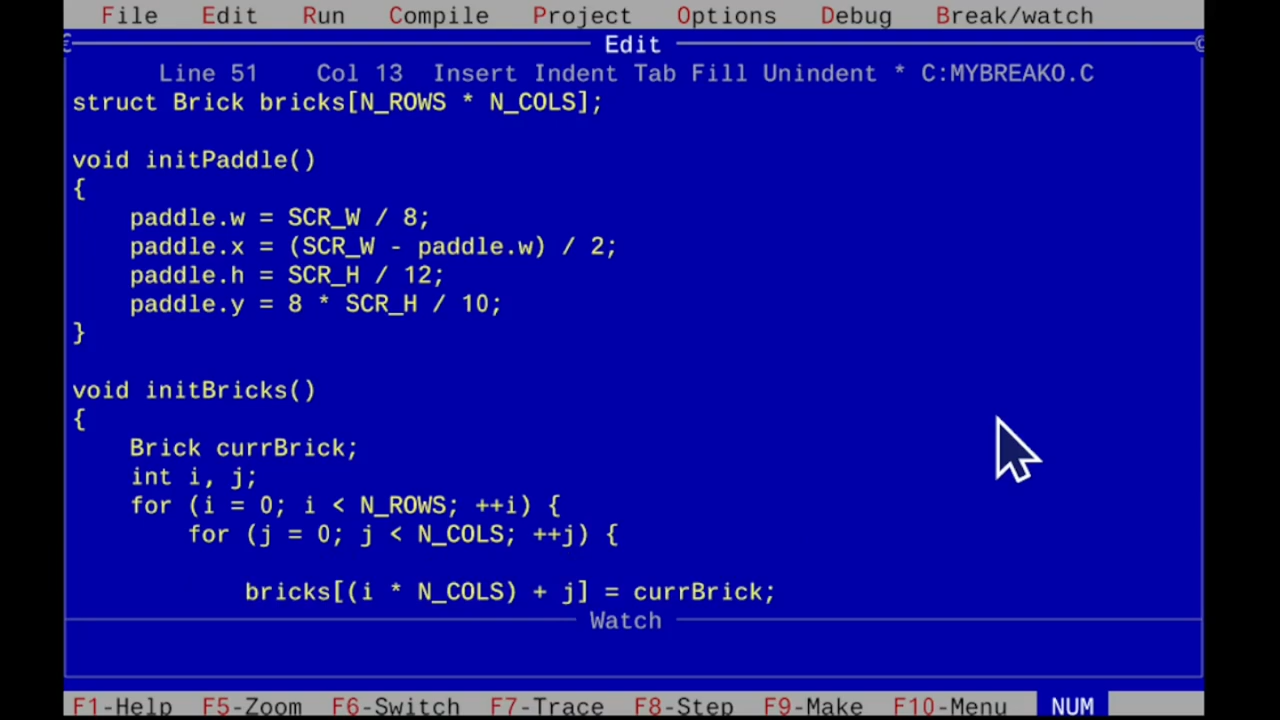 File Edit Run Compile Project Options Debug Break/watch
Edit
Line 51 Col 13 Insert Indent Tab Fill Unindent * C:MYBREAKO.C
struct Brick bricks[N_ROWS * N_COLS];
void initPaddle()
{
paddle.w = SCR_W / 8;
paddle.x = (SCR_W - paddle.w) / 2;
paddle.h = SCR_H / 12;
paddle.y = 8 * SCR_H / 10;
}
void initBricks()
{
Brick currBrick;
int i, j;
for (i = 0; i < N_ROWS; ++i) {
for (j = 0; j < N_COLS; ++j) {
bricks[(i * N_COLS) + j] = currBrick;
Watch
F1-Help F5-Zoom F6-Switch F7-Trace F8-Step F9-Make F10-Menu NUM